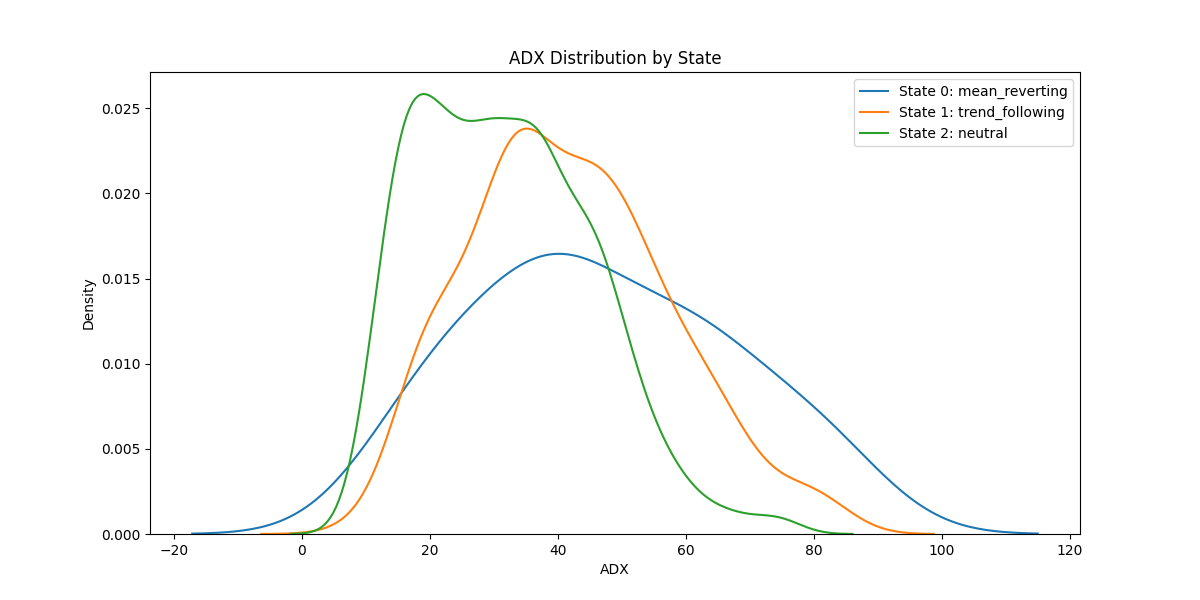 ADX Distribution by State
State 0: mean_reverting
State 1: trend_following
State 2: neutral
0.025
0.020
0.015
0.010
0.005
0.000
Density
−20
0
20
40
60
80
100
120
ADX